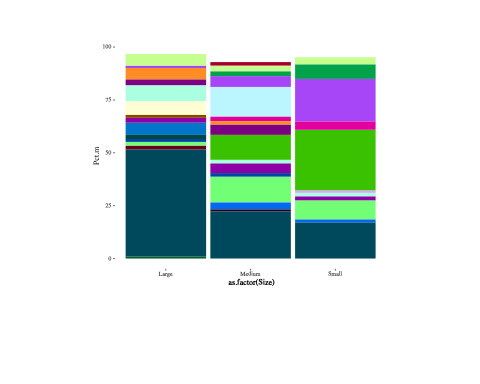 100
75
50
25
0
Pct.m
Large Medium Small
as.factor(Size)